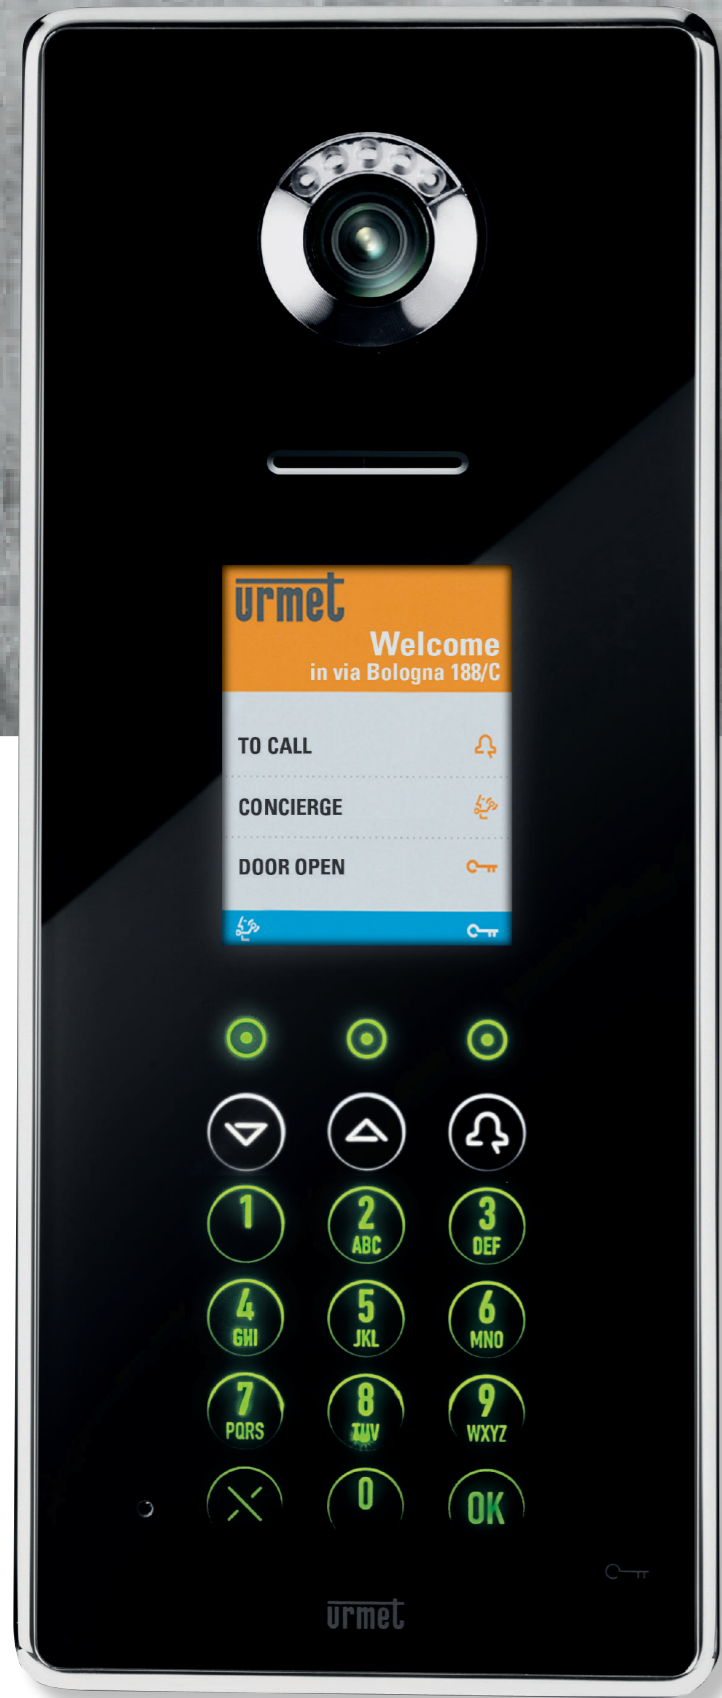 urmet
Welcome
in via Bologna 188/C
TO CALL
CONCIERGE
DOOR OPEN
1
2
ABC
3
DEF
4
GHI
5
JKL
6
MNO
7
PQRS
8
TUV
9
WXYZ
0
OK
urmet